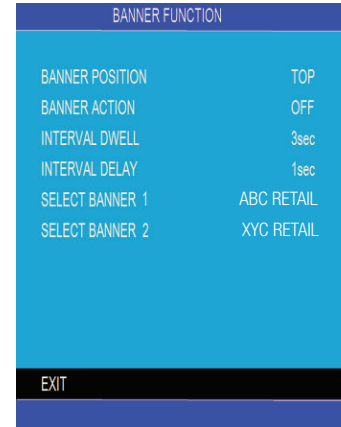 BANNER FUNCTION
BANNER POSITION TOP
BANNER ACTION OFF
INTERVAL DWELL 3sec
INTERVAL DELAY 1sec
SELECT BANNER 1 ABC RETAIL
SELECT BANNER 2 XYC RETAIL
EXIT